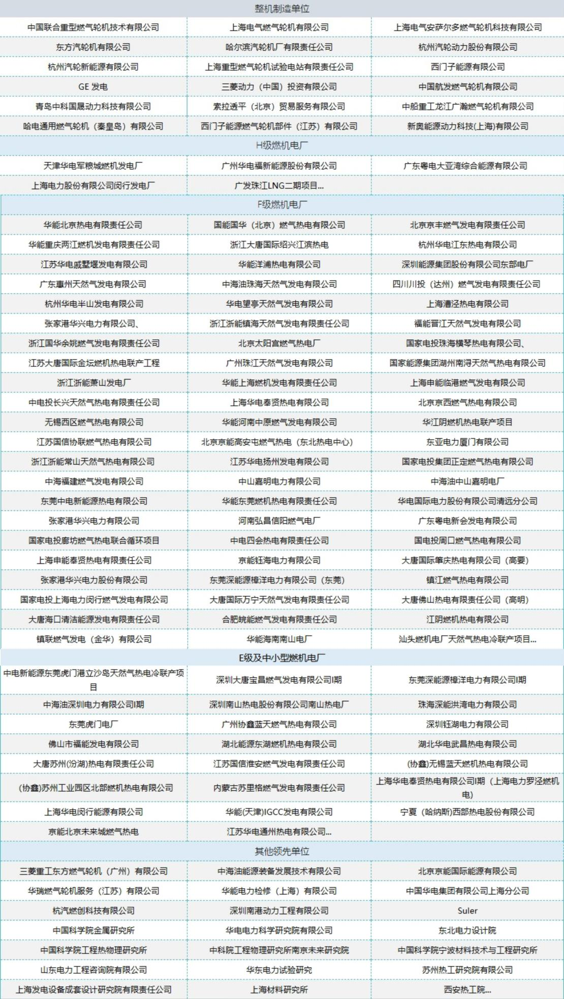 整机制造单位
中国联合重型燃气轮机技术有限公司
上海电气燃气轮机有限公司
上海电气安萨尔多燃气轮机科技有限公司
东方汽轮机有限公司
哈尔滨汽轮机厂有限责任公司
杭州汽轮动力股份有限公司
杭州汽轮新能源有限公司
上海重型燃气轮机试验电站有限责任公司
西门子能源有限公司
GE 发电
三菱动力（中国）投资有限公司
中国航发燃气轮机有限公司
青岛中科国晟动力科技有限公司
索拉透平（北京）贸易服务有限公司
中船重工龙江广瀚燃气轮机有限公司
哈电通用燃气轮机（秦皇岛）有限公司
西门子能源燃气轮机部件（江苏）有限公司
新奥能源动力科技(上海)有限公司
H级燃机电厂
天津华电军粮城燃机发电厂
广州华电福新能源股份有限公司
广东粤电大亚湾综合能源有限公司
上海电力股份有限公司闵行发电厂
广发珠江LNG二期项目...
F级燃机电厂
华能北京热电有限责任公司
国能国华（北京）燃气热电有限公司
北京京丰燃气发电有限责任公司
华能重庆两江燃机发电有限责任公司
浙江大唐国际绍兴江滨热电
杭州华电江东热电有限公司
江苏华电戚墅堰发电有限公司
华能洋浦热电有限公司
深圳能源集团股份有限公司东部电厂
广东惠州天然气发电有限公司
中海油珠海天然气发电有限公司
四川川投（达州）燃气发电有限责任公司
杭州华电半山发电有限公司
华电望亭天然气发电有限公司
上海漕泾热电有限公司
张家港华兴电力有限公司、
浙江浙能镇海天然气发电有限责任公司
福能晋江天然气发电有限公司
浙江国华余姚燃气发电有限责任公司
北京太阳宫燃气热电厂
国家电投珠海横琴热电有限公司、
江苏大唐国际金坛燃机热电联产工程
广州珠江天然气发电有限公司
国家能源集团湖州南浔天然气热电有限公司
浙江浙能萧山发电厂
华能上海燃机发电有限责任公司
上海申能临港燃气发电有限公司
中电投长兴天然气热电有限责任公司
上海华电奉贤热电有限公司
北京京西燃气热电有限公司
无锡西区燃气热电有限公司
华能河南中原燃气发电有限公司
华江阴燃机热电联产项目
江苏国信协联燃气热电有限公司
北京京能高安屯燃气热电（东北热电中心）
东亚电力厦门有限公司
浙江浙能常山天然气热电有限公司
江苏华电扬州发电有限公司
国家电投集团正定燃气热电有限公司
中海福建燃气发电有限公司
中山嘉明电力有限公司
中海油中山嘉明电厂
东莞中电新能源热电有限公司
华能东莞燃机热电有限责任公司
华电国际电力股份有限公司清远分公司
张家港华兴电力有限公司
河南弘昌信阳燃气电厂
广东粤电新会发电有限公司
国家电投廊坊燃气热电联合循环项目
中电四会热电有限责任公司
国电投周口燃气热电有限公司
上海申能奉贤热电有限责任公司
京能钰海电力有限公司
大唐国际肇庆热电有限公司（高要）
张家港华兴电力股份有限公司
东莞深能源樟洋电力有限公司（东莞）
镇江燃气热电有限公司
国家电投上海电力闵行燃气发电有限公司
大唐国际万宁天然气发电有限责任公司
大唐佛山热电有限责任公司（高明）
大唐海口清洁能源发电有限责任公司
合肥皖能燃气发电有限责任公司
江阴燃机热电有限公司
镇联燃气发电（金华）有限公司
华能海南南山电厂
汕头燃机电厂天然气热电冷联产项目...
E级及中小型燃机电厂
中电新能源东莞虎门港立沙岛天然气热电冷联产项
目
深圳大唐宝昌燃气发电有限公司I期
东莞深能源樟洋电力有限公司I期
中海油深圳电力有限公司I期
深圳南山热电股份有限公司南山热电厂
珠海深能洪湾电力有限公司
东莞虎门电厂
广州协鑫蓝天燃气热电有限公司
深圳钰湖电力有限公司
佛山市福能发电有限公司
湖北能源东湖燃机热电有限公司
湖北华电武昌热电有限公司
大唐苏州(汾湖)热电有限责任公司
江苏国信淮安燃气发电有限责任公司
(协鑫)无锡蓝天燃机热电有限公司
(协鑫)苏州工业园区北部燃机热电有限公司
内蒙古苏里格燃气发电有限责任公司
上海华电奉贤热电有限公司I期（上海电力罗泾燃机
电）
上海华电闵行能源有限公司
华能(天津)IGCC发电有限公司
宁夏（哈纳斯)西部热电股份有限公司
京能北京未来城燃气热电
江苏华电通州热电有限公司...
其他领先单位
三菱重工东方燃气轮机（广州）有限公司
中海油能源装备发展技术有限公司
北京京能国际能源有限公司
华瑞燃气轮机服务（江苏）有限公司
华能电力检修（上海）有限公司
中国华电集团有限公司上海分公司
杭汽燃创科技有限公司
深圳南港动力工程有限公司
Suler
中国科学院金属研究所
华电电力科学研究院有限公司
东北电力设计院
中国科学院工程热物理研究所
中科院工程物理研究所南京未来研究院
中国科学院宁波材料技术与工程研究所
山东电力工程咨询院有限公司
华东电力试验研究
苏州热工研究院有限公司
上海发电设备成套设计研究院有限责任公司
上海材料研究所
西安热工院...